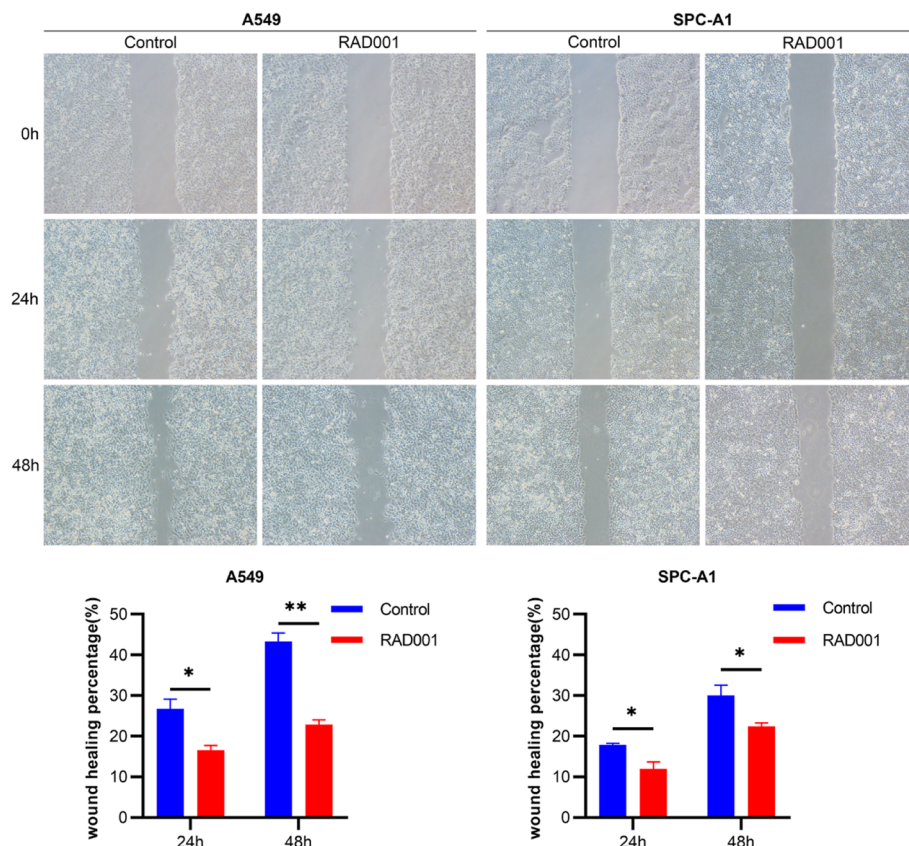 A549 SPC-A1
Control RAD001 Control RAD001
0h
24h
48h
A549
wound healing percentage(%)
50
40
30
20
10
0
* **
Control
RAD001
24h 48h
SPC-A1
wound healing percentage(%)
50
40
30
20
10
0
* *
Control
RAD001
24h 48h